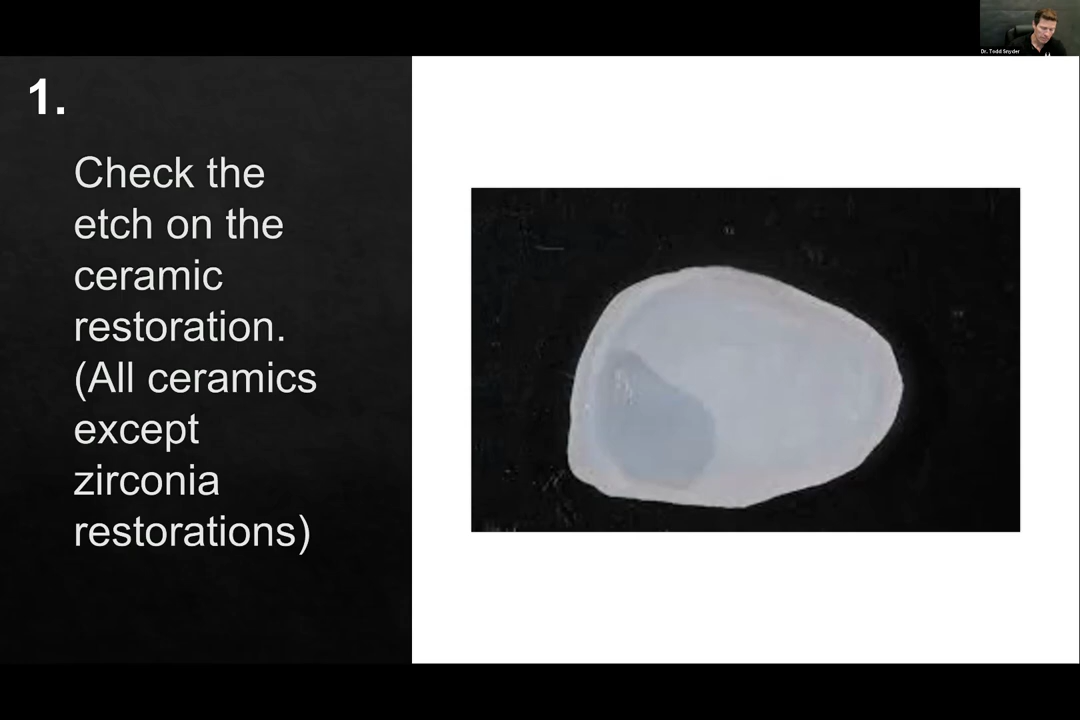 Dr. Todd Snyder
1.
Check the
etch on the
ceramic
restoration.
(All ceramics
except
zirconia
restorations)